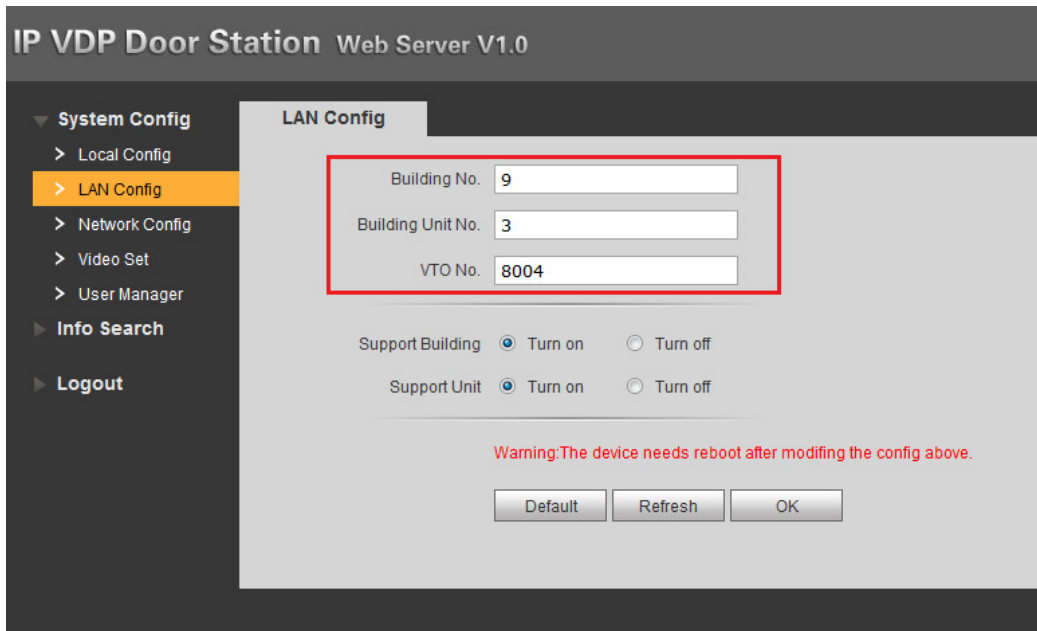 IP VDP Door Station Web Server V1.0
System Config
Local Config
LAN Config
Network Config
Video Set
User Manager
Info Search
Logout
LAN Config
Building No. 9
Building Unit No. 3
VTO No. 8004
Support Building Turn on Turn off
Support Unit Turn on Turn off
Warning:The device needs reboot after modifing the config above.
Default Refresh OK